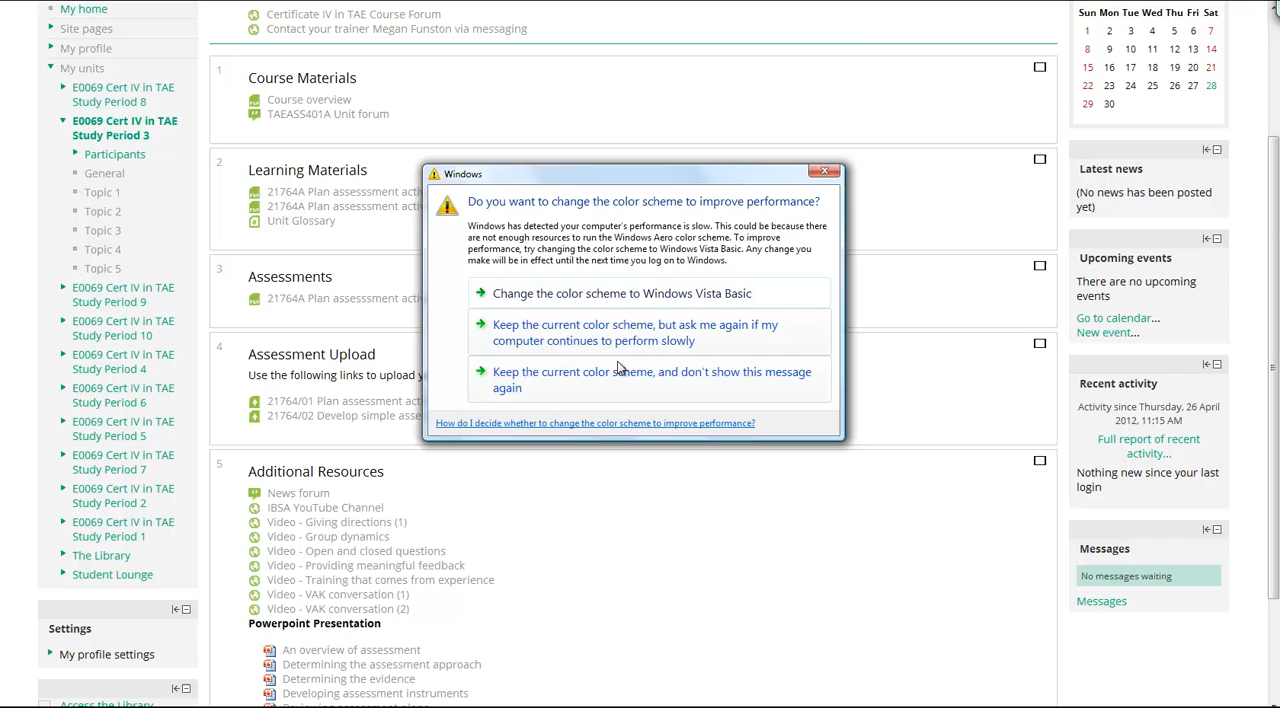 My home
Site pages
My profile
My units
E0069 Cert IV in TAE
Study Period 8
E0069 Cert IV in TAE
Study Period 3
Participants
General
Topic 1
Topic 2
Topic 3
Topic 4
Topic 5
E0069 Cert IV in TAE
Study Period 9
E0069 Cert IV in TAE
Study Period 10
E0069 Cert IV in TAE
Study Period 4
E0069 Cert IV in TAE
Study Period 6
E0069 Cert IV in TAE
Study Period 5
E0069 Cert IV in TAE
Study Period 7
E0069 Cert IV in TAE
Study Period 2
E0069 Cert IV in TAE
Study Period 1
The Library
Student Lounge
Settings
My profile settings
Access the Library
Certificate IV in TAE Course Forum
Contact your trainer Megan Funston via messaging
1
Course Materials
Course overview
TAEASS401A Unit forum
2
Learning Materials
21764A Plan assesssment acti
21764A Plan assesssment acti
Unit Glossary
3
Assessments
21764A Plan assesssment acti
4
Assessment Upload
Use the following links to upload y
21764/01 Plan assessment act
21764/02 Develop simple asse
5
Additional Resources
News forum
IBSA YouTube Channel
Video - Giving directions (1)
Video - Group dynamics
Video - Open and closed questions
Video - Providing meaningful feedback
Video - Training that comes from experience
Video - VAK conversation (1)
Video - VAK conversation (2)
Powerpoint Presentation
An overview of assessment
Determining the assessment approach
Determining the evidence
Developing assessment instruments
Windows
Do you want to change the color scheme to improve performance?
Windows has detected your computer's performance is slow. This could be because there
are not enough resources to run the Windows Aero color scheme. To improve
performance, try changing the color scheme to Windows Vista Basic. Any change you
make will be in effect until the next time you log on to Windows.
Change the color scheme to Windows Vista Basic
Keep the current color scheme, but ask me again if my
computer continues to perform slowly
Keep the current color scheme, and don't show this message
again
How do I decide whether to change the color scheme to improve performance?
Sun Mon Tue Wed Thu Fri Sat
1 2 3 4 5 6 7
8 9 10 11 12 13 14
15 16 17 18 19 20 21
22 23 24 25 26 27 28
29 30
Latest news
(No news has been posted
yet)
Upcoming events
There are no upcoming
events
Go to calendar...
New event...
Recent activity
Activity since Thursday, 26 April
2012, 11:15 AM
Full report of recent
activity...
Nothing new since your last
login
Messages
No messages waiting
Messages